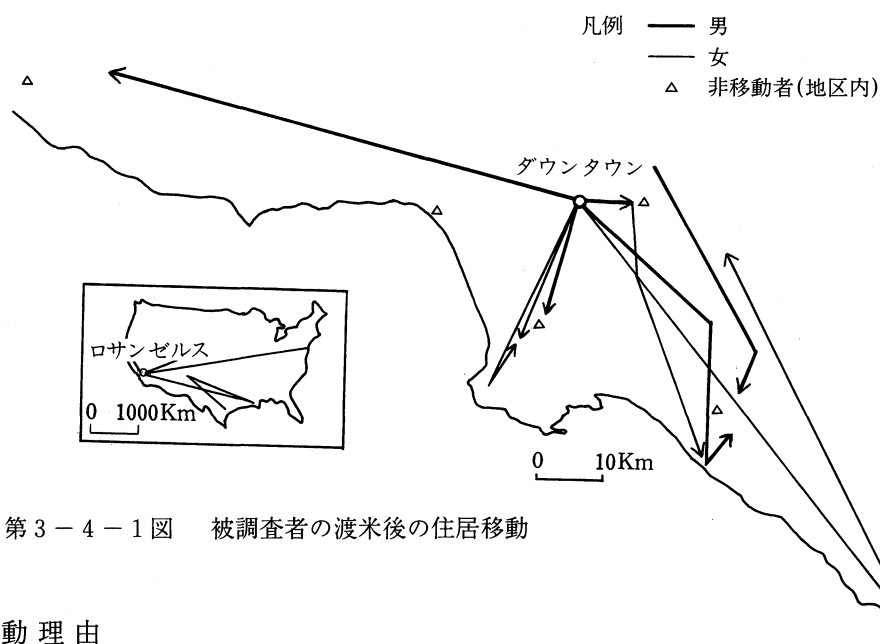 凡例 男
女
△ 非移動者(地区内)
ダウンタウン
ロサンゼルス
0 1000Km
0 10Km
第3-4-1図 被調査者の渡米後の住居移動
動理由